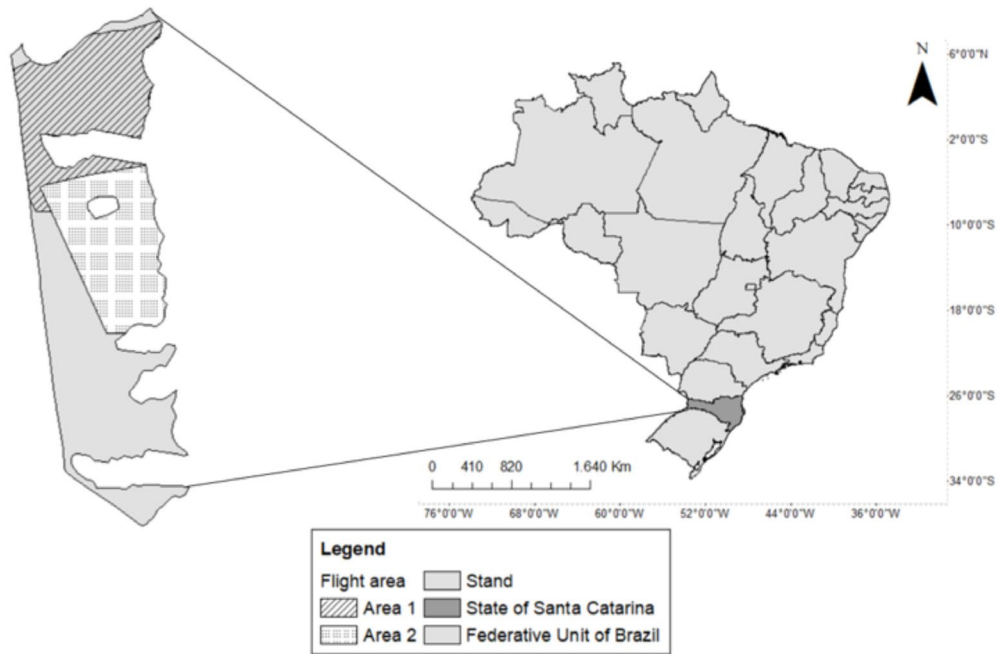 N
6°0'0"N
2°0'0"S
10°0'0"S
18°0'0"S
26°0'0"S
34°0'0"S
0 410 820 1.640 Km
76°0'0"W 68°0'0"W 60°0'0"W 52°0'0"W 44°0'0"W 36°0'0"W
Legend
Flight area
Area 1
Area 2
Stand
State of Santa Catarina
Federative Unit of Brazil